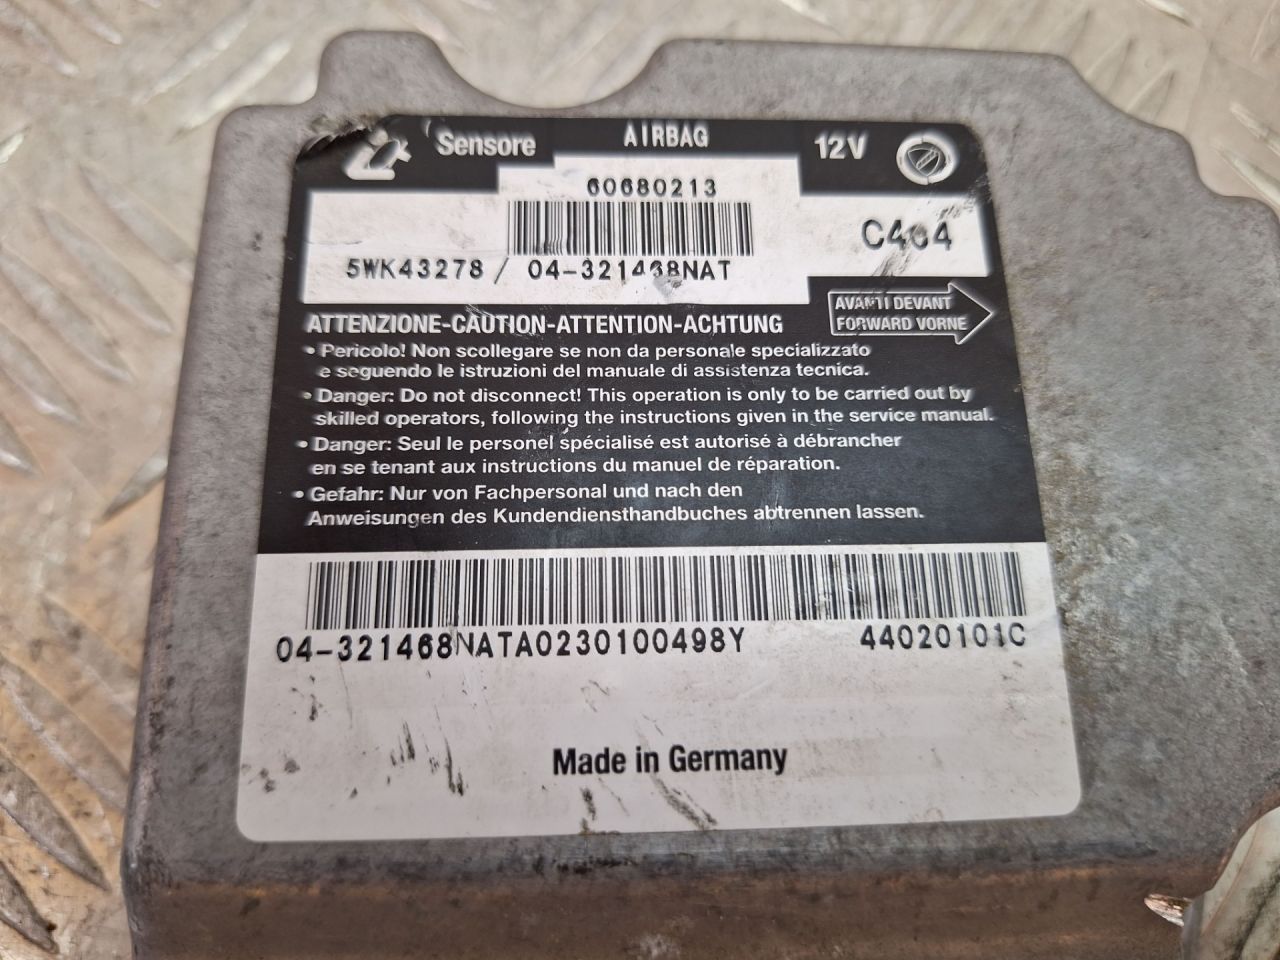 Sensore AIRBAG 12V
60680213
C464
5WK43278 / 04-321468NAT
AVANTI DEVANT
FORWARD VORNE
ATTENZIONE-CAUTION-ATTENTION-ACHTUNG
• Pericolo! Non scollegare se non da personale specializzato
e seguendo le istruzioni del manuale di assistenza tecnica.
• Danger: Do not disconnect! This operation is only to be carried out by
skilled operators, following the instructions given in the service manual.
• Danger: Seul le personel spécialisé est autorisé à débrancher
en se tenant aux instructions du manuel de réparation.
• Gefahr: Nur von Fachpersonal und nach den
Anweisungen des Kundendiensthandbuches abtrennen lassen.
04-321468NATA0230100498Y 44020101C
Made in Germany